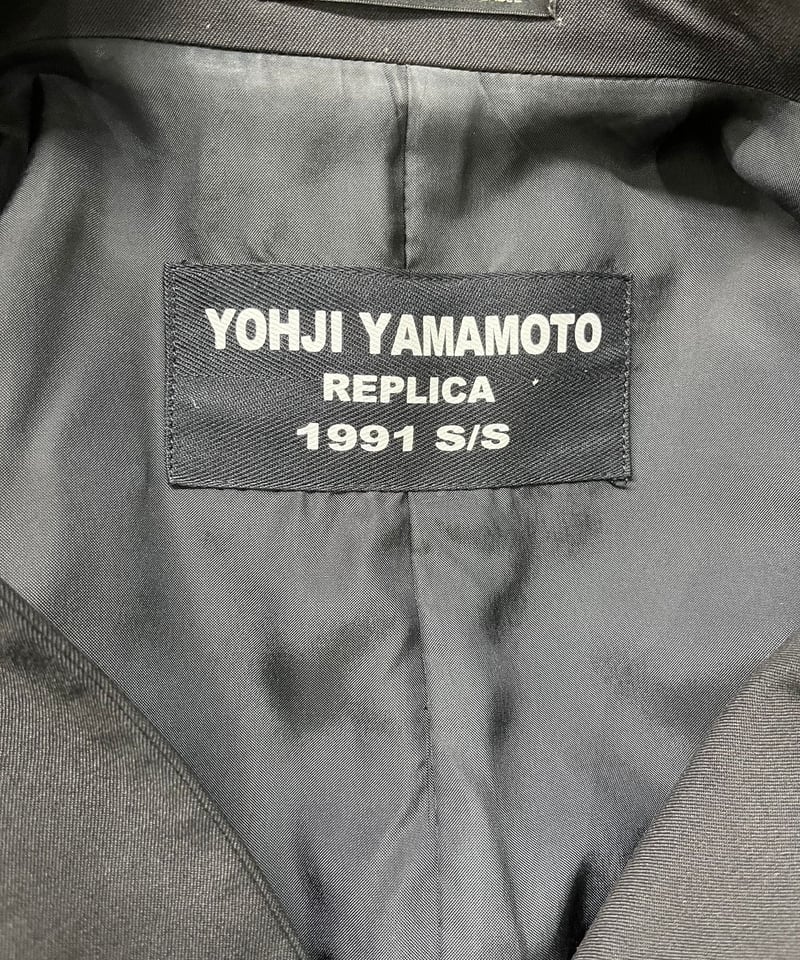 YOHJI YAMAMOTO
REPLICA
1991 S/S